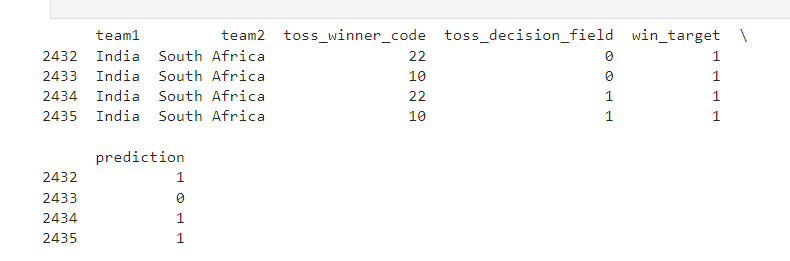 team1 team2 toss_winner_code toss_decision_field win_target \
2432 India South Africa 22 0 1
2433 India South Africa 10 0 1
2434 India South Africa 22 1 1
2435 India South Africa 10 1 1
prediction
2432 1
2433 0
2434 1
2435 1